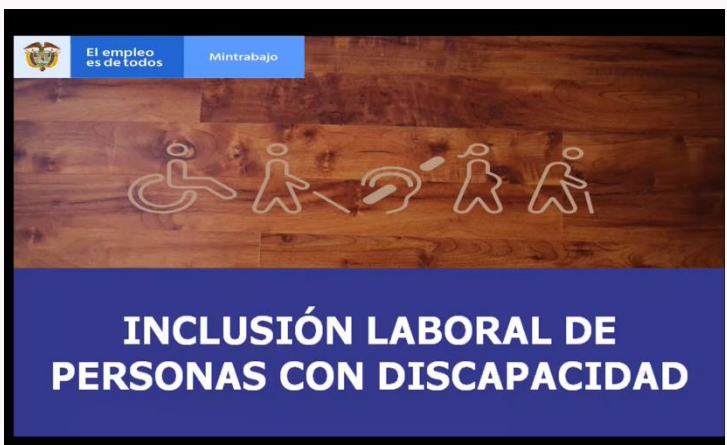 El empleo
es de todos
Mintrabajo
INCLUSIÓN LABORAL DE
PERSONAS CON DISCAPACIDAD